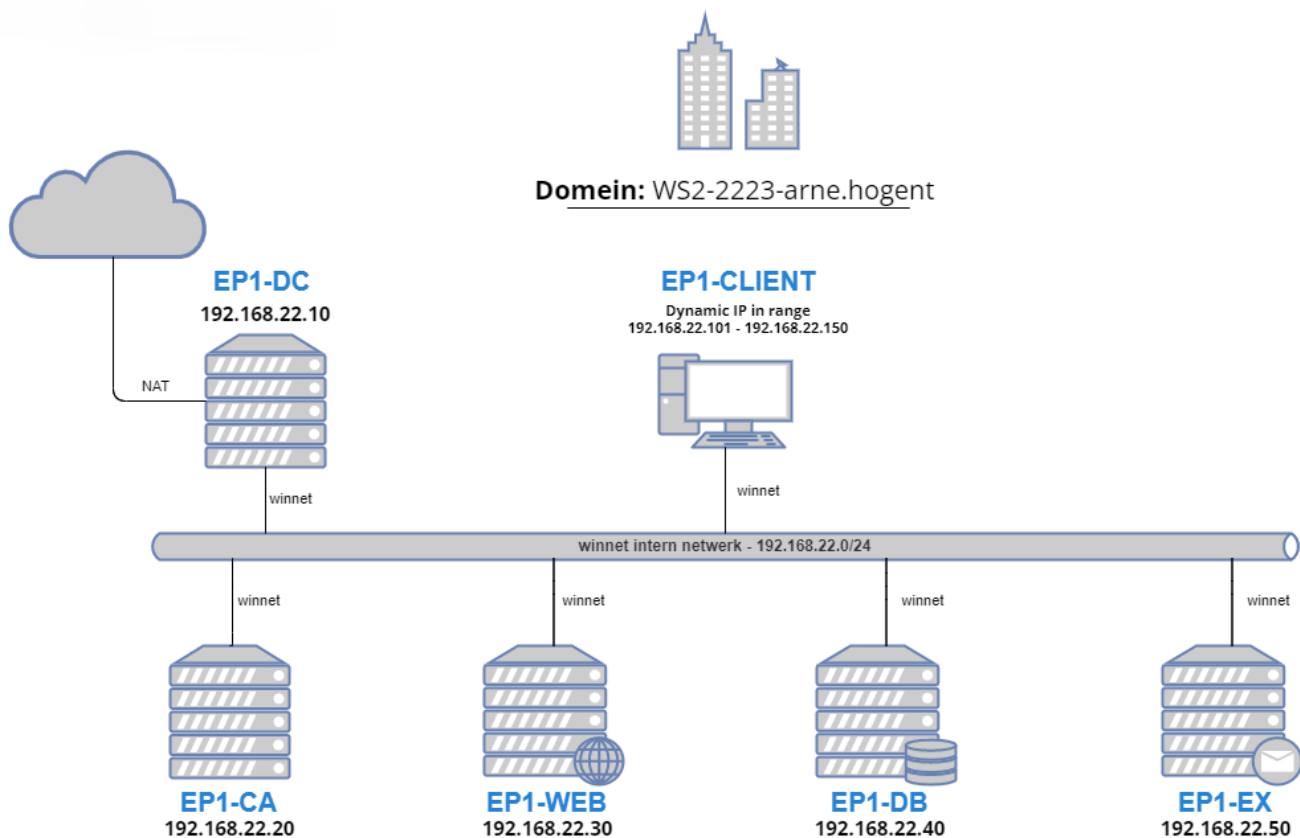 Domein: WS2-2223-arne.hogent
EP1-DC
192.168.22.10
EP1-CLIENT
Dynamic IP in range
192.168.22.101 - 192.168.22.150
NAT
winnet
winnet
winnet intern netwerk - 192.168.22.0/24
winnet
winnet
winnet
winnet
EP1-CA
192.168.22.20
EP1-WEB
192.168.22.30
EP1-DB
192.168.22.40
EP1-EX
192.168.22.50